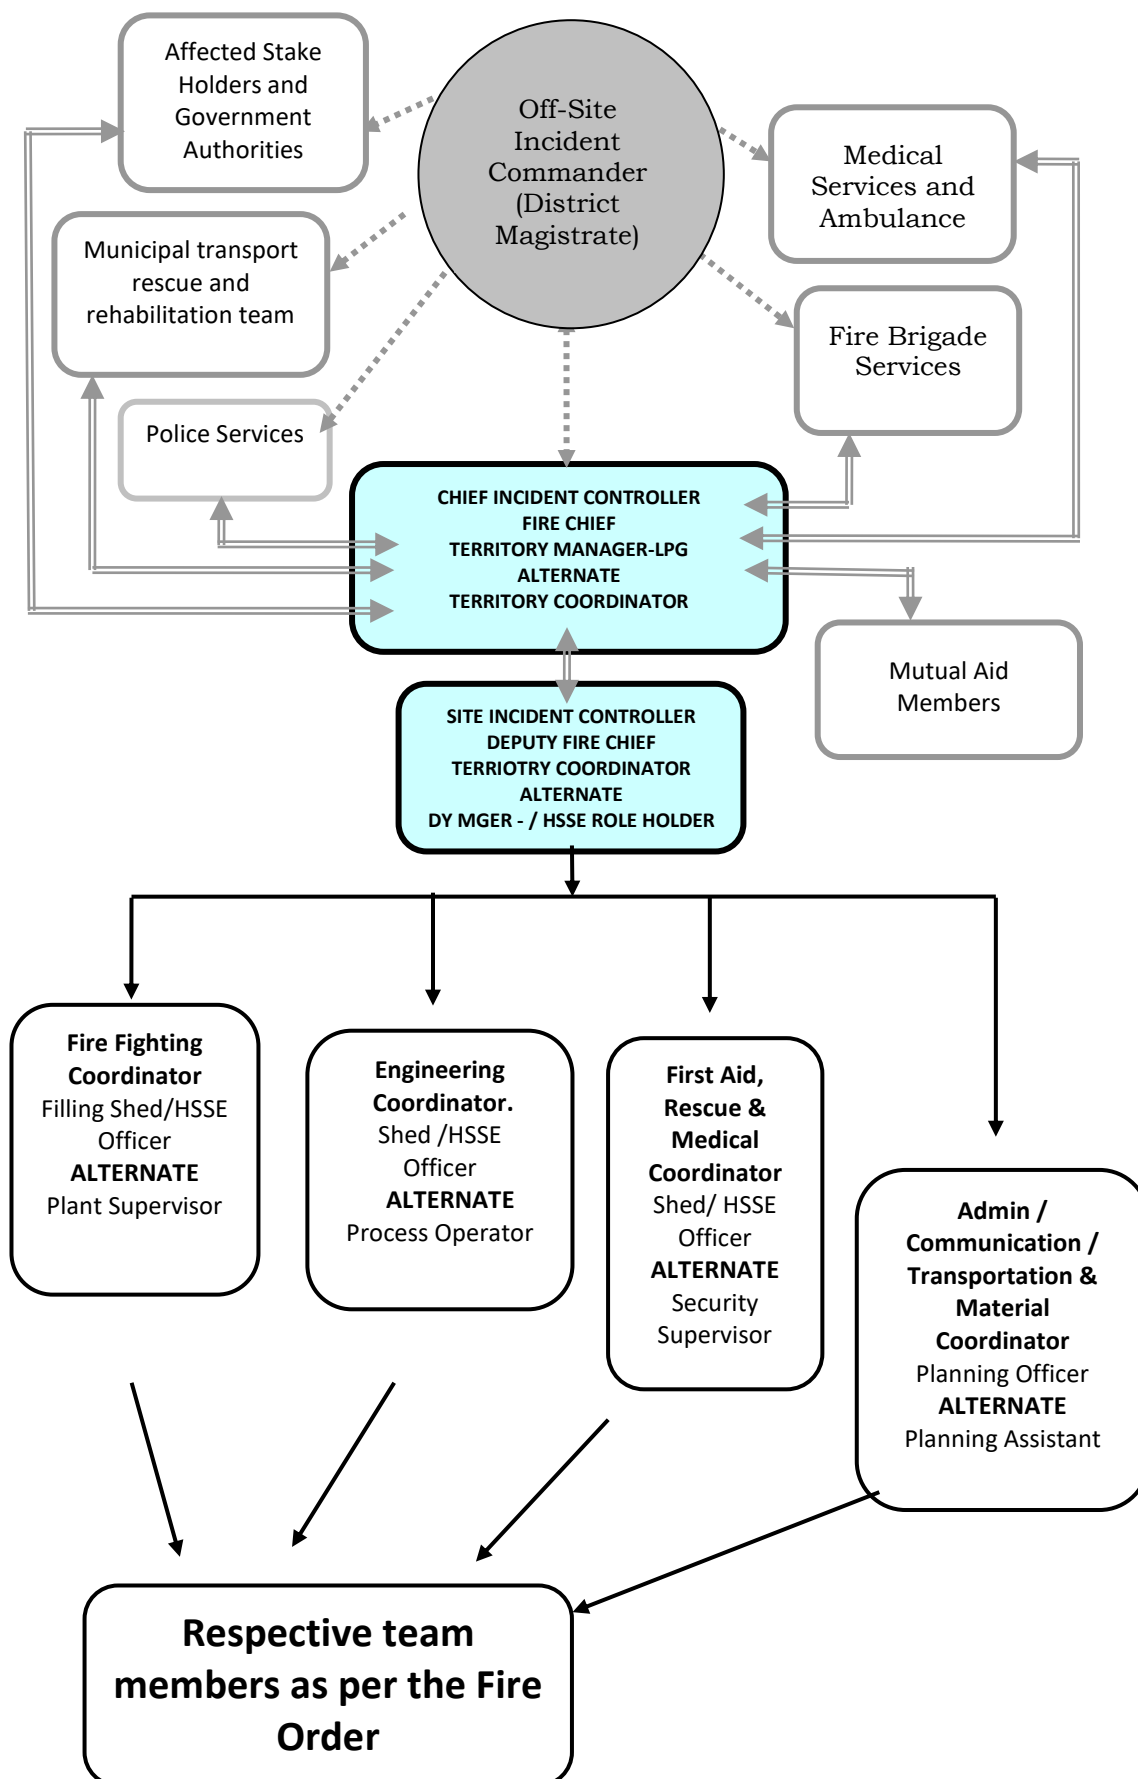 Affected Stake
Holders and
Government
Authorities
Off-Site
Incident
Commander
(District
Magistrate)
Medical
Services and
Ambulance
Municipal transport
rescue and
rehabilitation team
Fire Brigade
Services
Police Services
CHIEF INCIDENT CONTROLLER
FIRE CHIEF
TERRITORY MANAGER-LPG
ALTERNATE
TERRITORY COORDINATOR
Mutual Aid
Members
SITE INCIDENT CONTROLLER
DEPUTY FIRE CHIEF
TERRIOTRY COORDINATOR
ALTERNATE
DY MGER - / HSSE ROLE HOLDER
Fire Fighting
Coordinator
Filling Shed/HSSE
Officer
ALTERNATE
Plant Supervisor
Engineering
Coordinator.
Shed /HSSE
Officer
ALTERNATE
Process Operator
First Aid,
Rescue &
Medical
Coordinator
Shed/ HSSE
Officer
ALTERNATE
Security
Supervisor
Admin /
Communication /
Transportation &
Material
Coordinator
Planning Officer
ALTERNATE
Planning Assistant
Respective team
members as per the Fire
Order